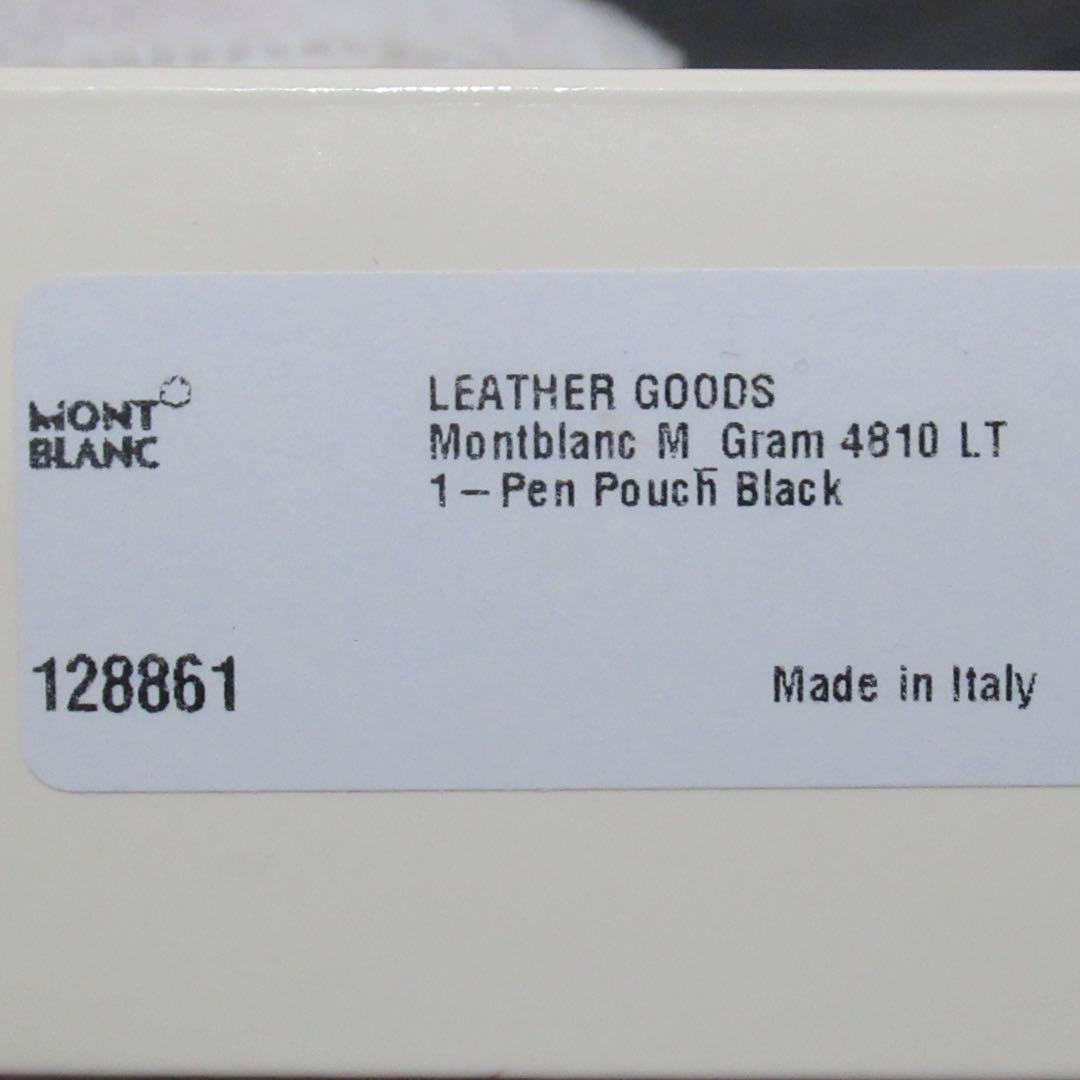 MONT
BLANC
LEATHER GOODS
Montblanc M_Gram 4810 LT
1-Pen Pouch Black
128861
Made in Italy